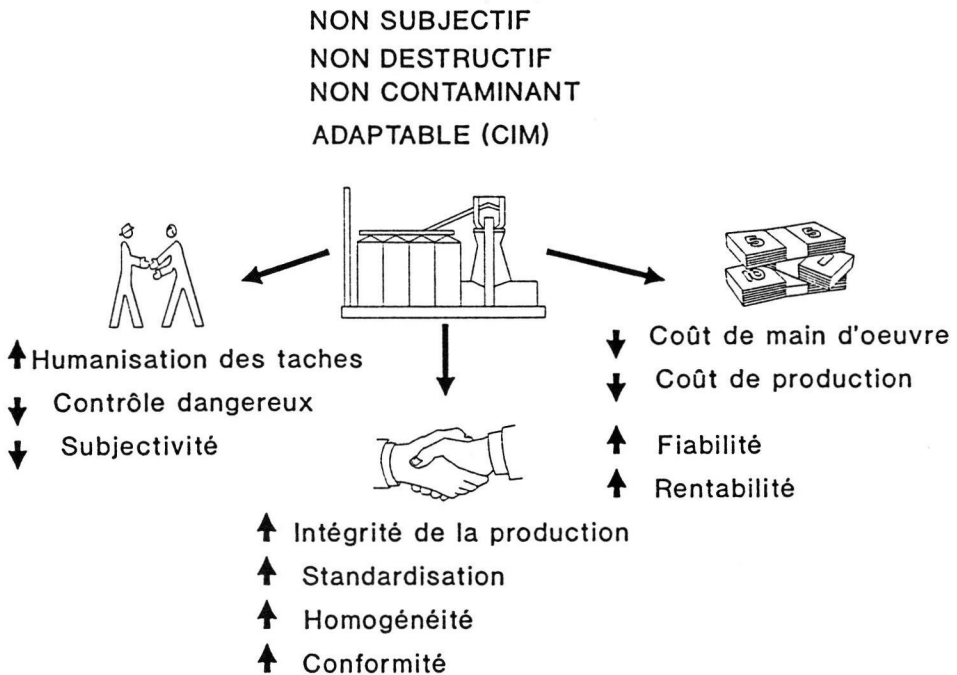 NON SUBJECTIF
NON DESTRUCTIF
NON CONTAMINANT
ADAPTABLE (CIM)
Humanisation des taches
Contrôle dangereux
Subjectivité
Coût de main d'oeuvre
Coût de production
Fiabilité
Rentabilité
Intégrité de la production
Standardisation
Homogénéité
Conformité